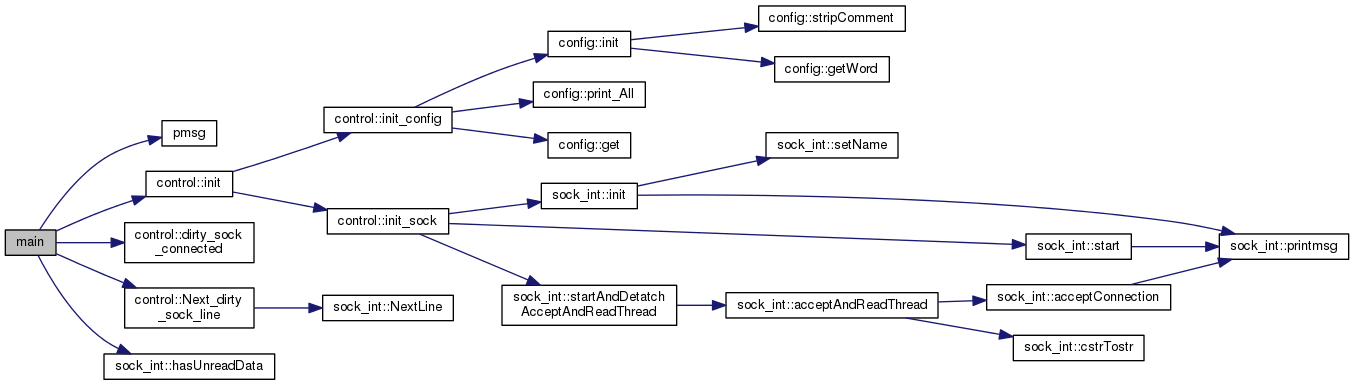 config::stripComment
config::init
config::getWord
config::print_All
control::init_config
pmsg
config::get
sock_int::setName
control::init
sock_int::init
control::init_sock
main
control::dirty_sock
_connected
sock_int::start
sock_int::printmsg
control::Next_dirty
_sock_line
sock_int::NextLine
sock_int::startAndDetatch
AcceptAndReadThread
sock_int::acceptAndReadThread
sock_int::acceptConnection
sock_int::cstrTostr
sock_int::hasUnreadData